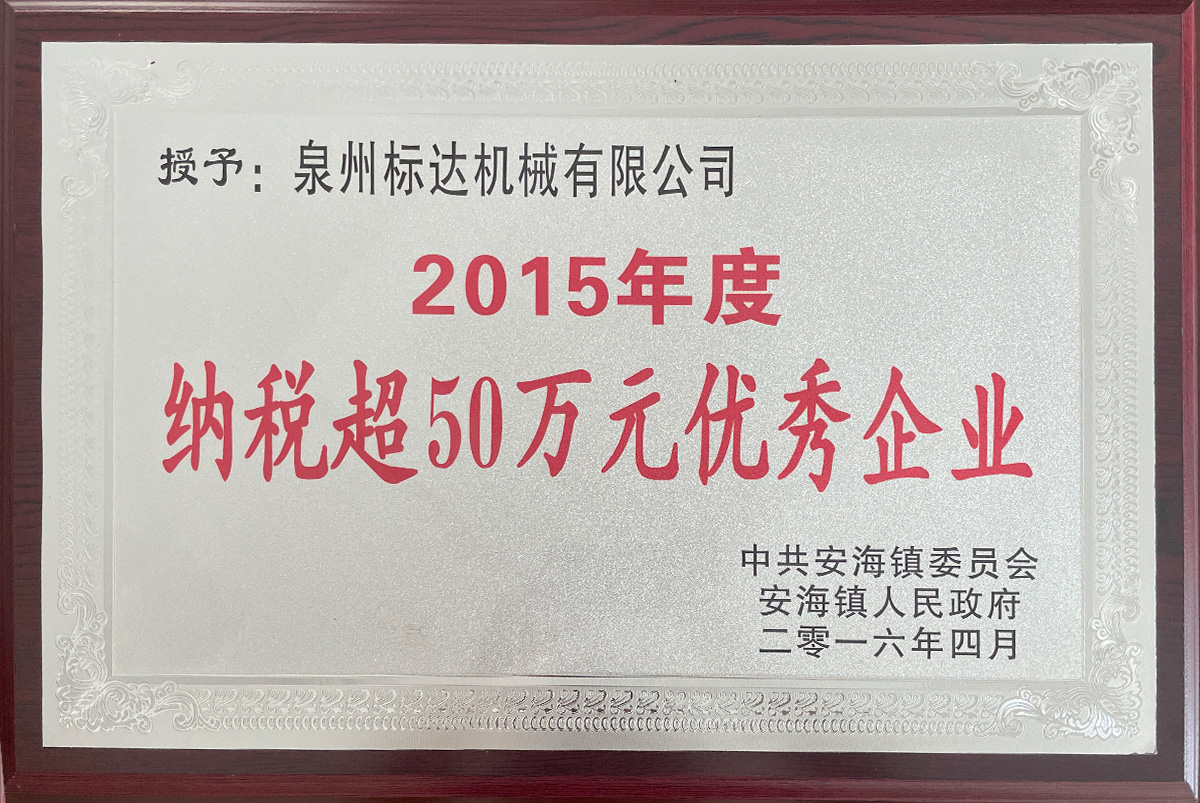 授予：泉州标达机械有限公司
2015年度
纳税超50万元优秀企业
中共安海镇委员会
安海镇人民政府
二零一六年四月